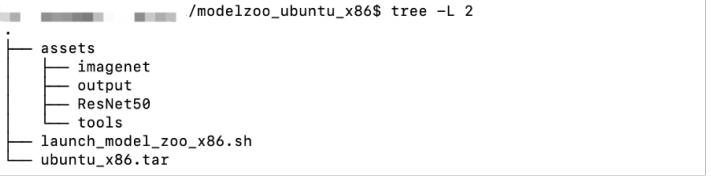 /modelzoo_ubuntu_x86$ tree -L 2
.
├── assets
│   ├── imagenet
│   ├── output
│   ├── ResNet50
│   └── tools
├── launch_model_zoo_x86.sh
└── ubuntu_x86.tar